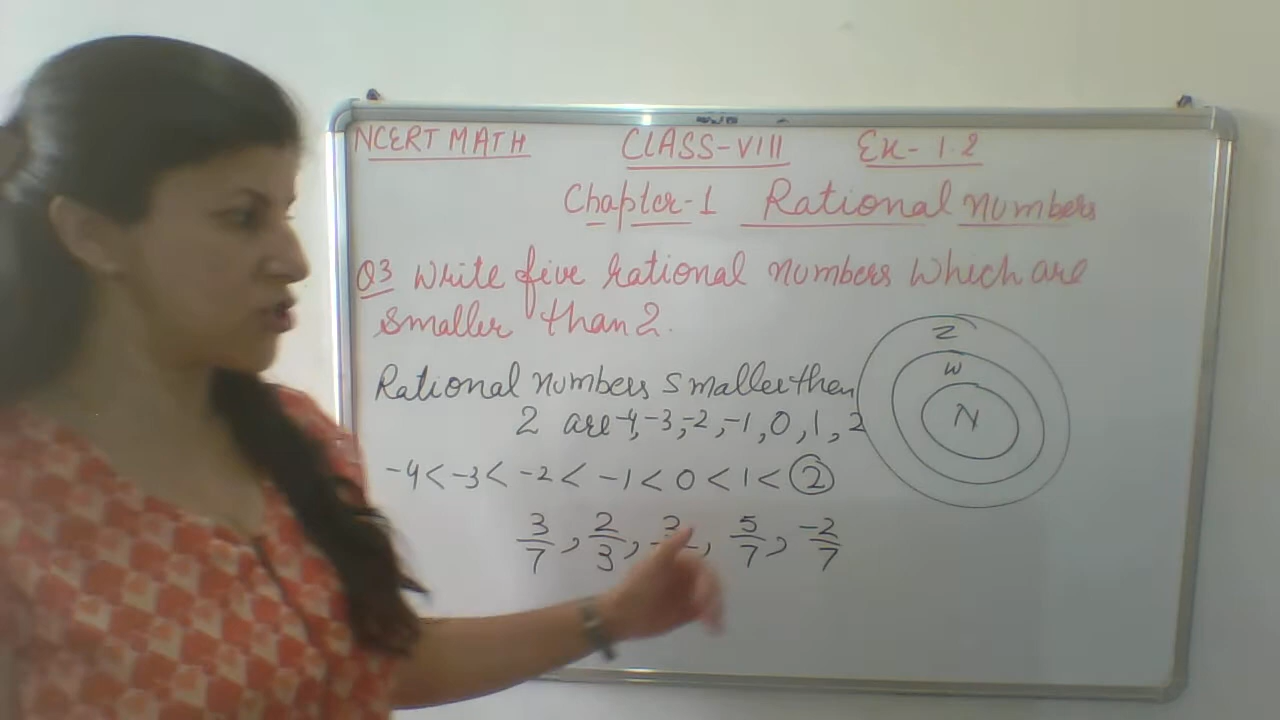 NCERT MATH CLASS-VIII Ex-1.2
Chapter-1 Rational numbers
Q3 Write five rational numbers which are
smaller than 2.
Rational numbers smaller then
2 are -4, -3, -2, -1, 0, 1, 2
-4 < -3 < -2 < -1 < 0 < 1 < 2
3/7, 2/3, , 5/7, -2/7
Z
W
N